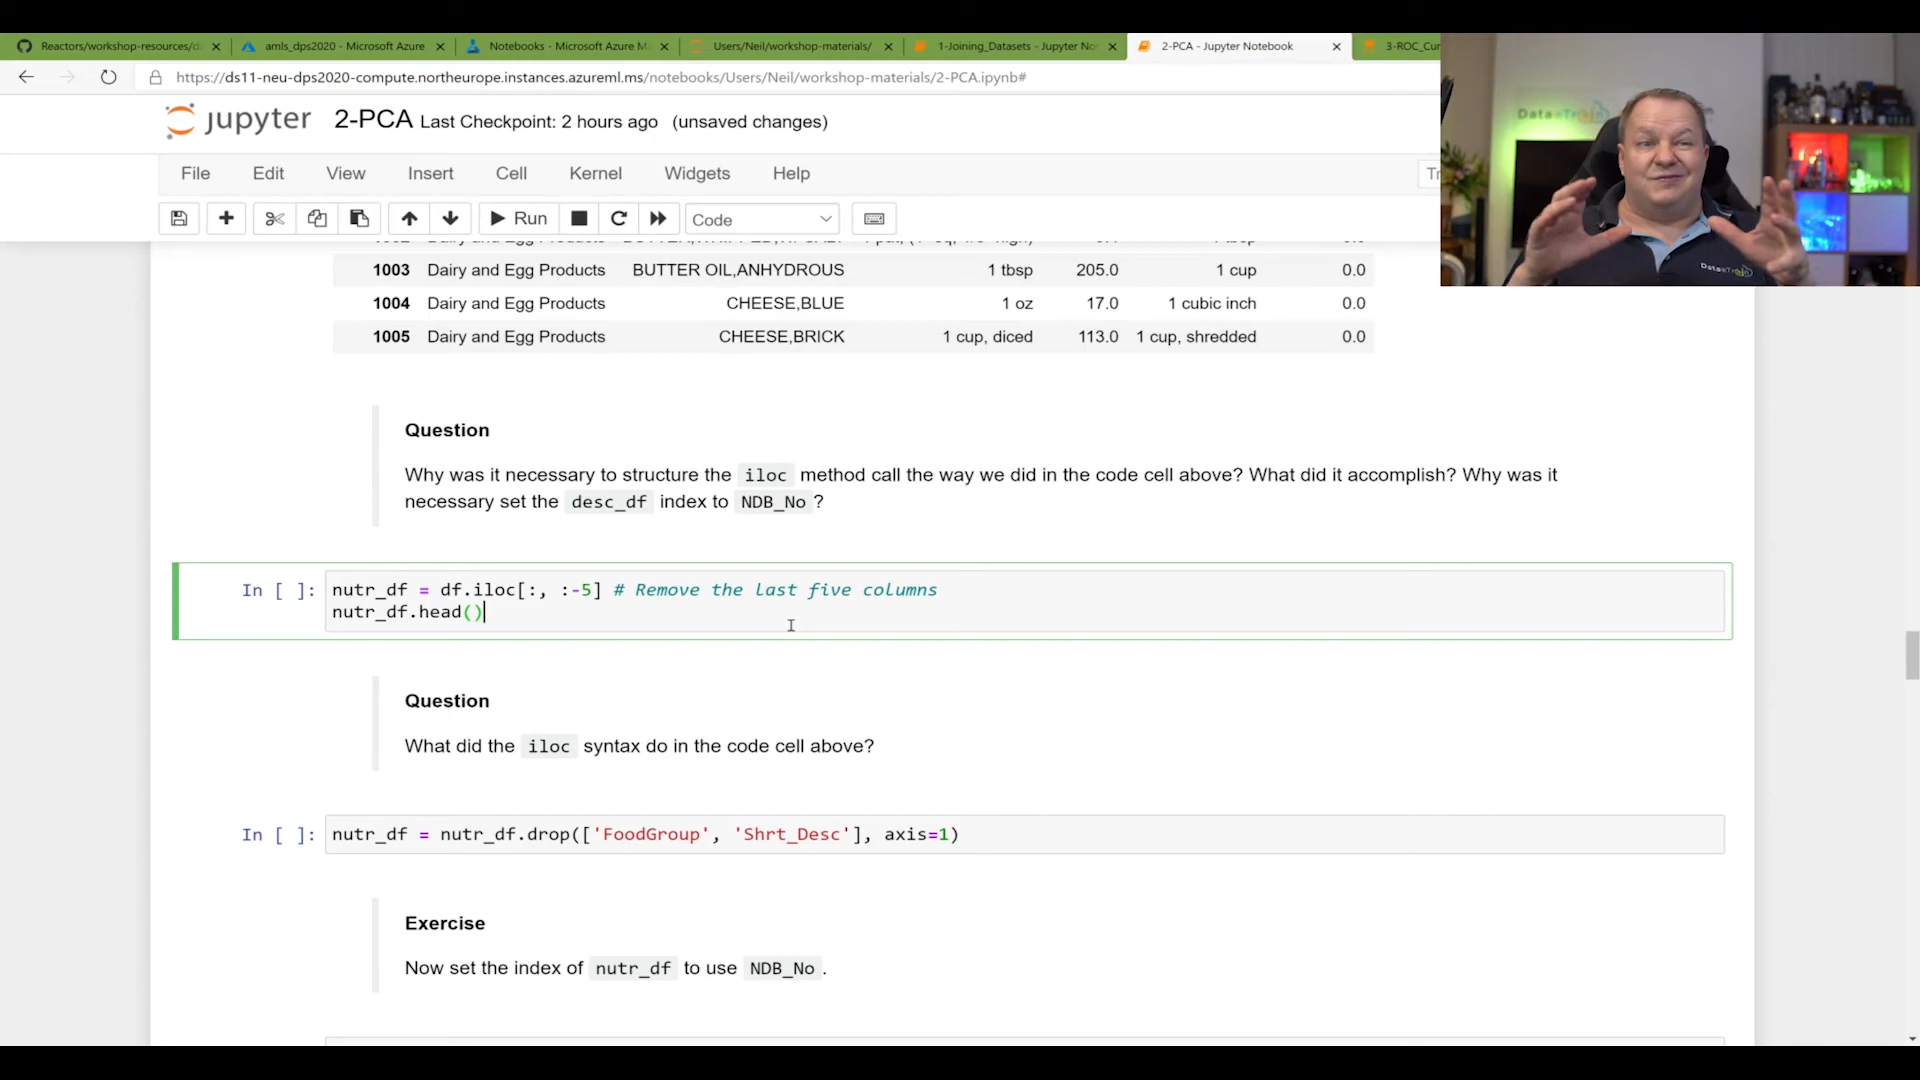 Reactors/workshop-resources/d
amls_dps2020 - Microsoft Azure
Notebooks - Microsoft Azure M
Users/Neil/workshop-materials/
1-Joining_Datasets - Jupyter No
2-PCA - Jupyter Notebook
3-ROC_Cur
https://ds11-neu-dps2020-compute.northeurope.instances.azureml.ms/notebooks/Users/Neil/workshop-materials/2-PCA.ipynb#
jupyter 2-PCA Last Checkpoint: 2 hours ago (unsaved changes)
File Edit View Insert Cell Kernel Widgets Help Tr
Run Code
1003 Dairy and Egg Products BUTTER OIL,ANHYDROUS 1 tbsp 205.0 1 cup 0.0
1004 Dairy and Egg Products CHEESE,BLUE 1 oz 17.0 1 cubic inch 0.0
1005 Dairy and Egg Products CHEESE,BRICK 1 cup, diced 113.0 1 cup, shredded 0.0
Question
Why was it necessary to structure the iloc method call the way we did in the code cell above? What did it accomplish? Why was it
necessary set the desc_df index to NDB_No ?
In [ ]: nutr_df = df.iloc[:, :-5] # Remove the last five columns
nutr_df.head()
Question
What did the iloc syntax do in the code cell above?
In [ ]: nutr_df = nutr_df.drop(['FoodGroup', 'Shrt_Desc'], axis=1)
Exercise
Now set the index of nutr_df to use NDB_No .